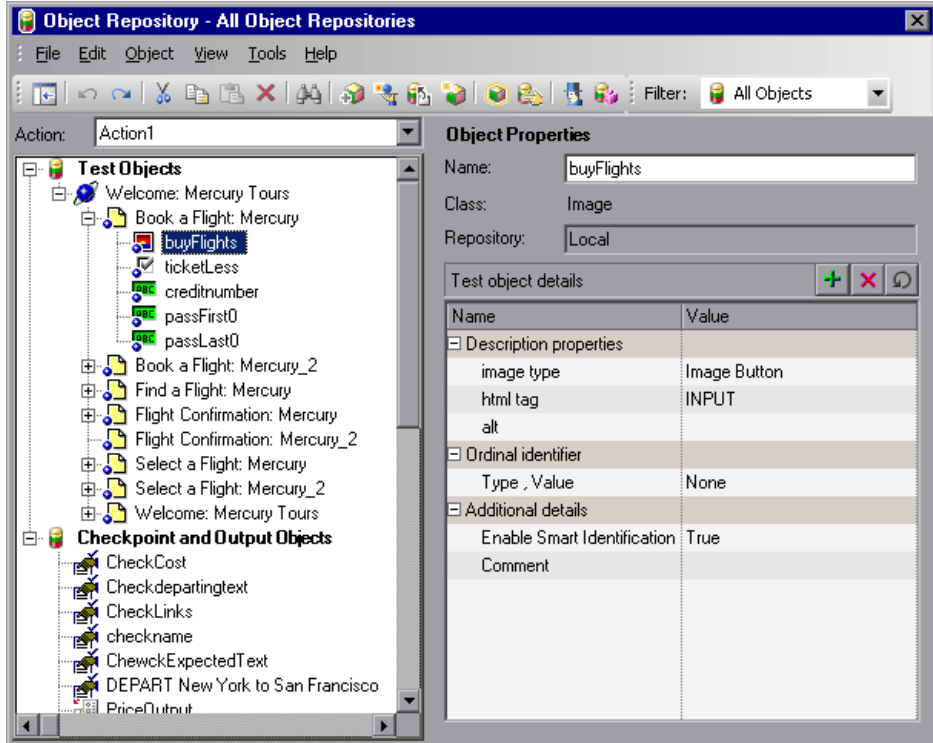 Object Repository - All Object Repositories
File Edit Object View Tools Help
Filter: All Objects
Action: Action1
Test Objects
Welcome: Mercury Tours
Book a Flight: Mercury
buyFlights
ticketLess
creditnumber
passFirst0
passLast0
Book a Flight: Mercury_2
Find a Flight: Mercury
Flight Confirmation: Mercury
Flight Confirmation: Mercury_2
Select a Flight: Mercury
Select a Flight: Mercury_2
Welcome: Mercury Tours
Checkpoint and Output Objects
CheckCost
Checkdepartingtext
CheckLinks
checkname
ChewckExpectedText
DEPART New York to San Francisco
PriceOutput
Object Properties
Name: buyFlights
Class: Image
Repository: Local
Test object details
Name Value
Description properties
image type Image Button
html tag INPUT
alt
Ordinal identifier
Type , Value None
Additional details
Enable Smart Identification True
Comment